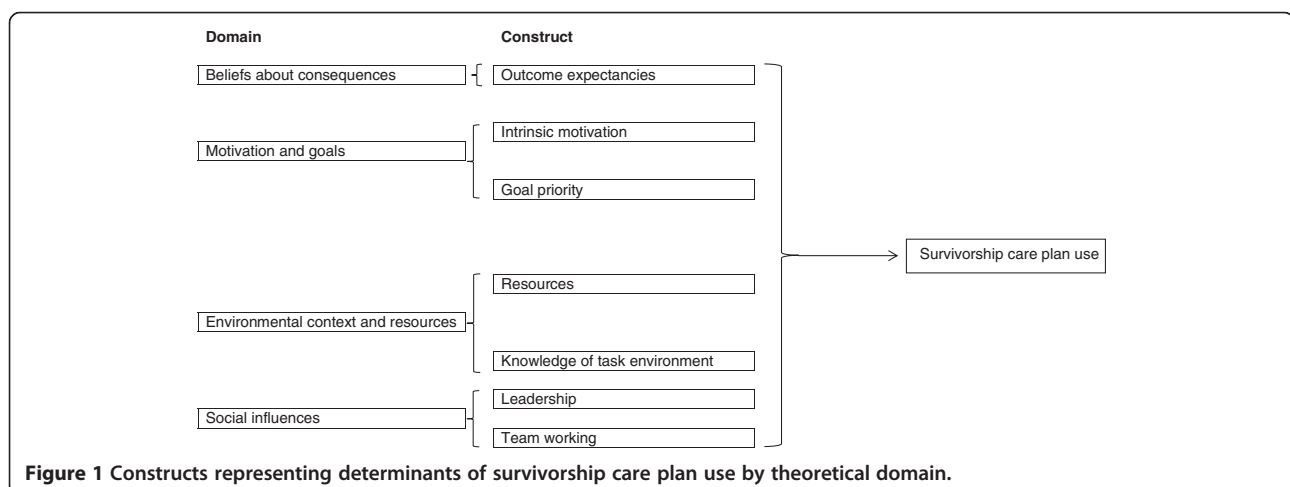 Domain Construct
Beliefs about consequences Outcome expectancies
Intrinsic motivation
Motivation and goals
Goal priority
Survivorship care plan use
Resources
Environmental context and resources
Knowledge of task environment
Leadership
Social influences
Team working
Figure 1 Constructs representing determinants of survivorship care plan use by theoretical domain.